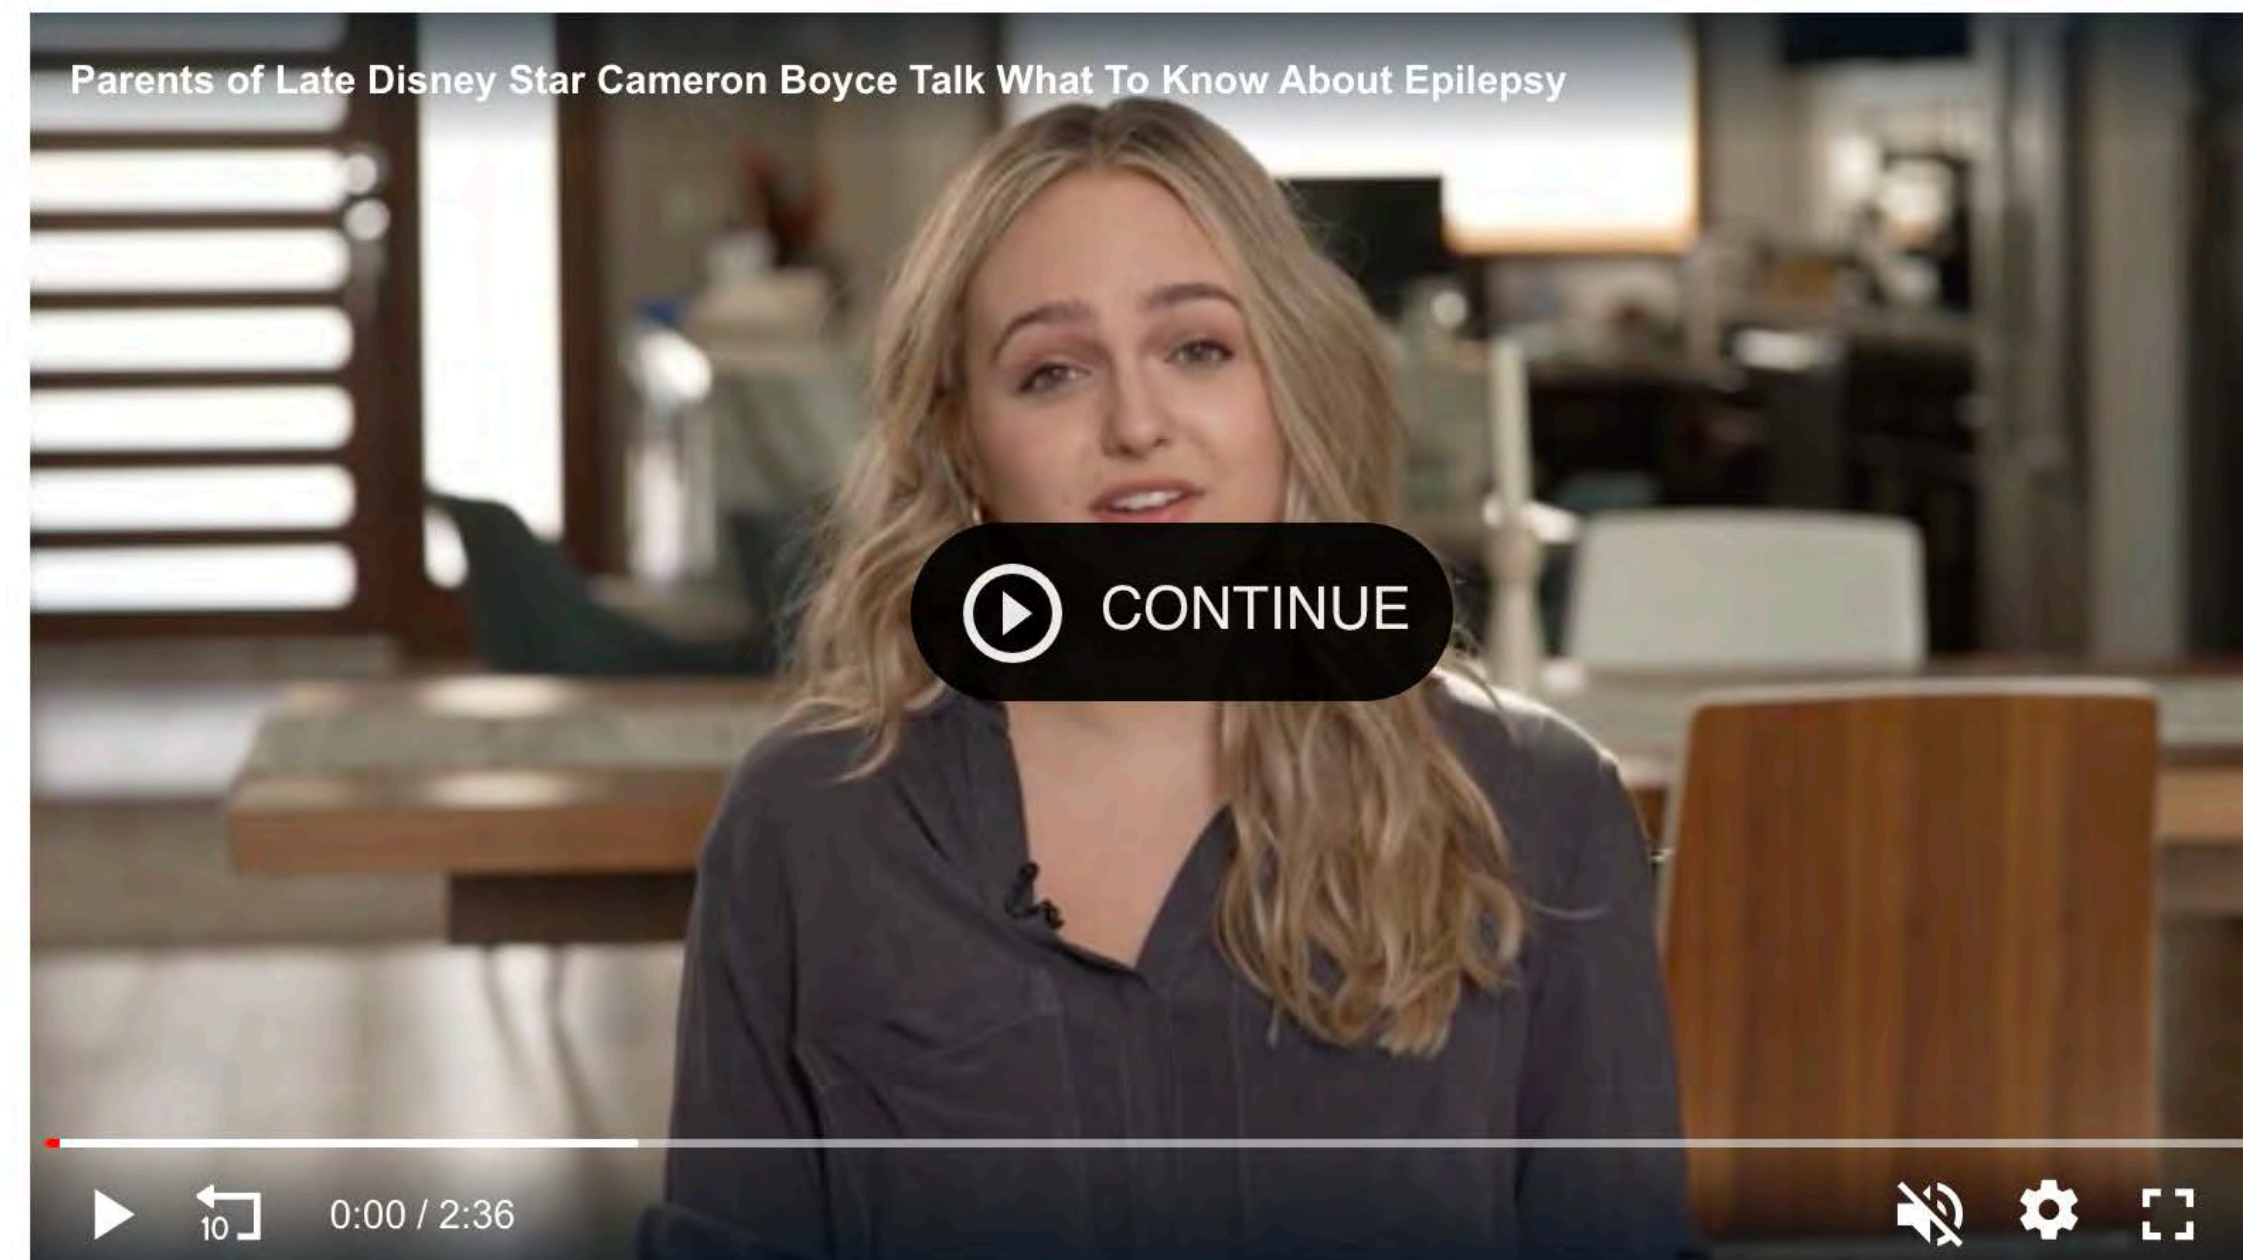 Parents of Late Disney Star Cameron Boyce Talk What To Know About Epilepsy
CONTINUE
10
0:00 / 2:36